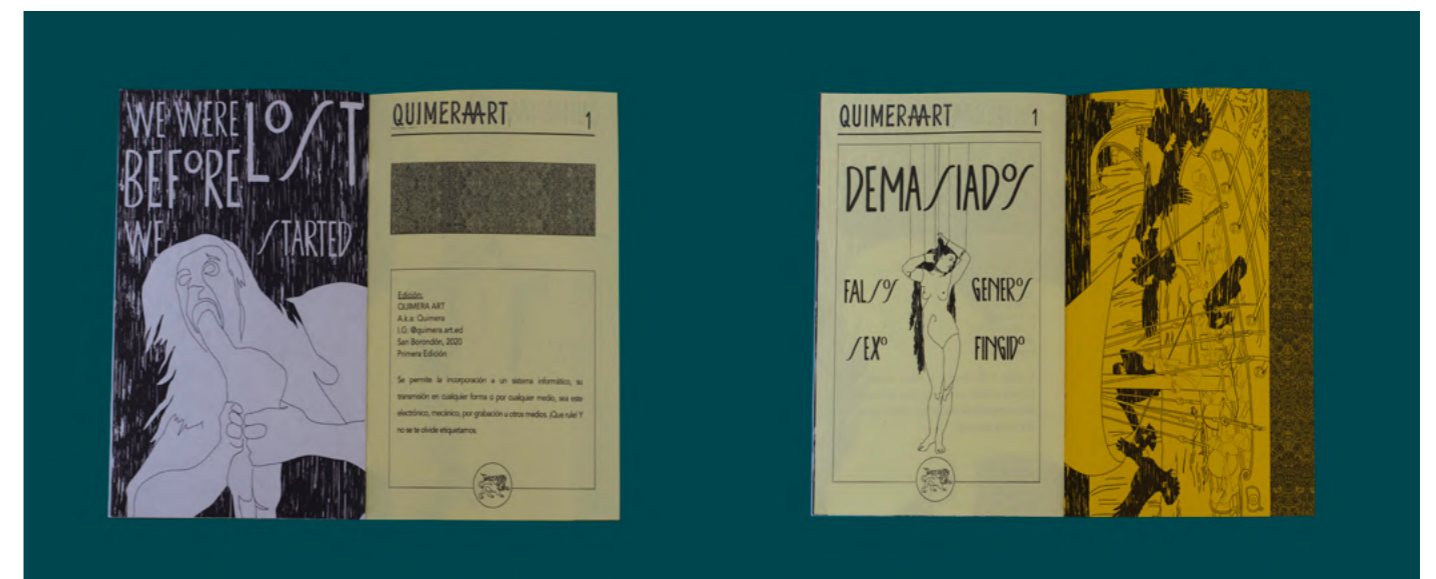 WE WERE LOST
BEFORE
WE STARTED
QUIMERAART 1
Edición:
QUIMERA ART
A.k.a: Quimera
I.G: @quimera.art.ed
San Borondón, 2020
Primera Edición
Se permite la incorporación a un sistema informático, su
transmisión en cualquier forma o por cualquier medio, sea este
electrónico, mecánico, por grabación u otros medios. ¡Que rule! Y
no se te olvide etiquetarnos.
QUIMERAART 1
DEMASIADOS
FALSOS GENEROS
SEXO FINGIDO